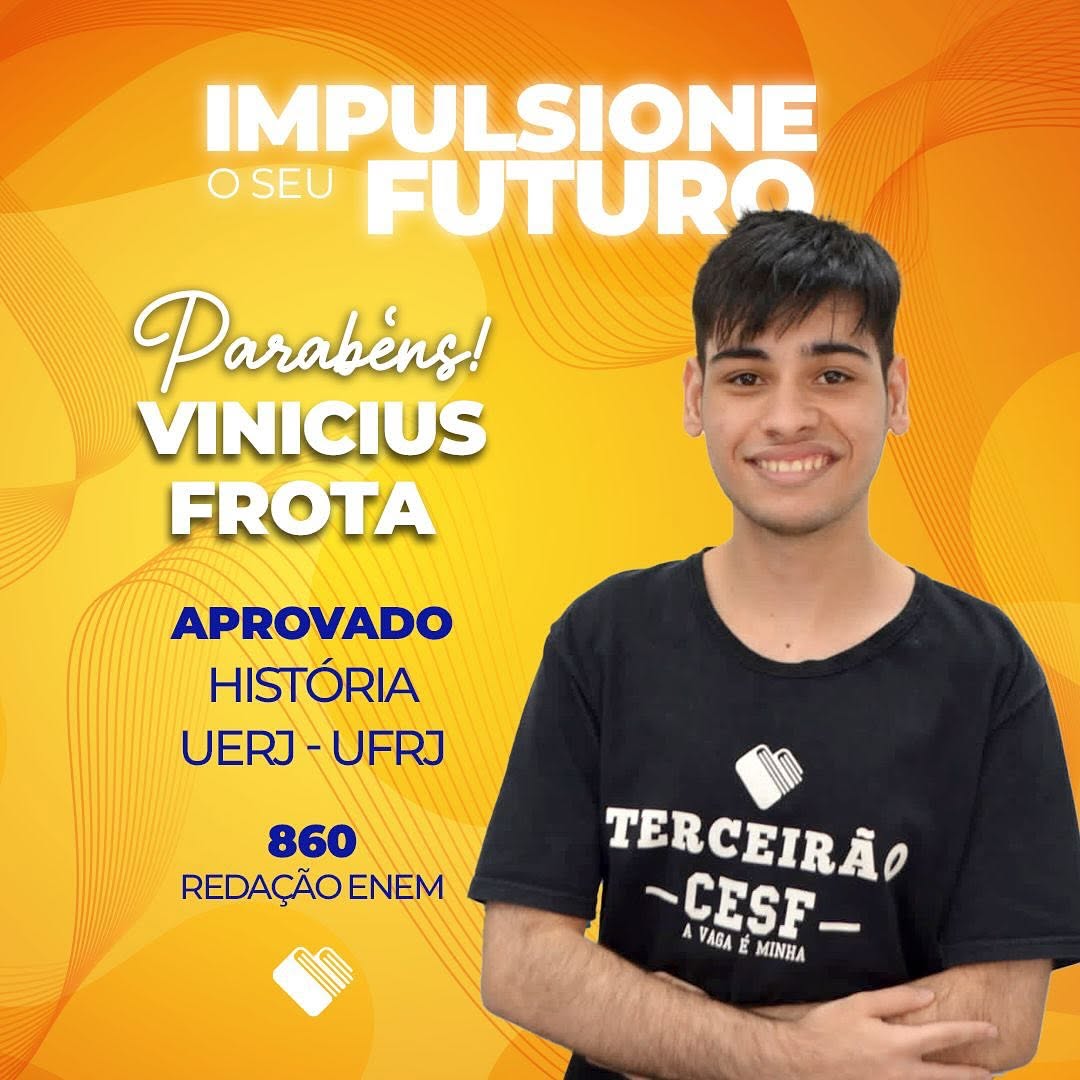 IMPULSIONE
O SEU FUTURO
Parabéns!
VINICIUS
FROTA
APROVADO
HISTÓRIA
UERJ - UFRJ
860
REDAÇÃO ENEM
TERCEIRÃO
-CESF-
A VAGA É MINHA